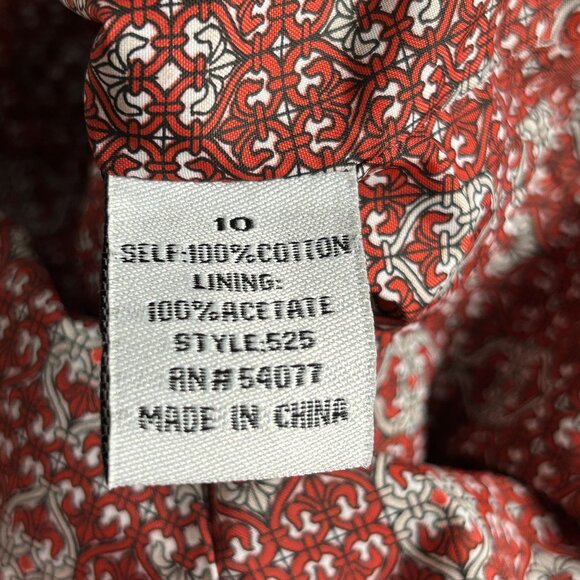 10
SELF:100%COTTON
LINING:
100%ACETATE
STYLE:525
RN#54077
MADE IN CHINA